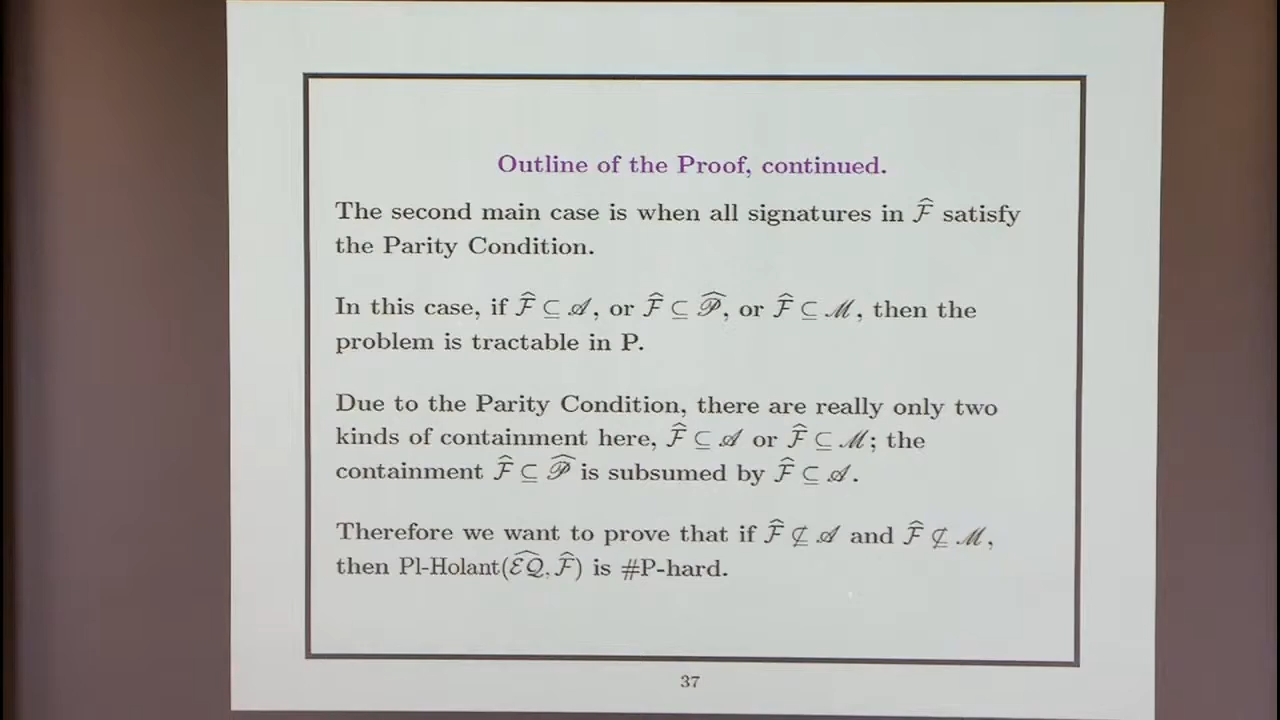 Outline of the Proof, continued.
The second main case is when all signatures in $\widehat{\mathcal{F}}$ satisfy
the Parity Condition.
In this case, if $\widehat{\mathcal{F}} \subseteq \mathscr{A}$, or $\widehat{\mathcal{F}} \subseteq \widehat{\mathscr{P}}$, or $\widehat{\mathcal{F}} \subseteq \mathscr{M}$, then the
problem is tractable in P.
Due to the Parity Condition, there are really only two
kinds of containment here, $\widehat{\mathcal{F}} \subseteq \mathscr{A}$ or $\widehat{\mathcal{F}} \subseteq \mathscr{M}$; the
containment $\widehat{\mathcal{F}} \subseteq \widehat{\mathscr{P}}$ is subsumed by $\widehat{\mathcal{F}} \subseteq \mathscr{A}$.
Therefore we want to prove that if $\widehat{\mathcal{F}} \not\subseteq \mathscr{A}$ and $\widehat{\mathcal{F}} \not\subseteq \mathscr{M}$,
then Pl-Holant($\widehat{\mathcal{EQ}}, \widehat{\mathcal{F}}$) is #P-hard.
37